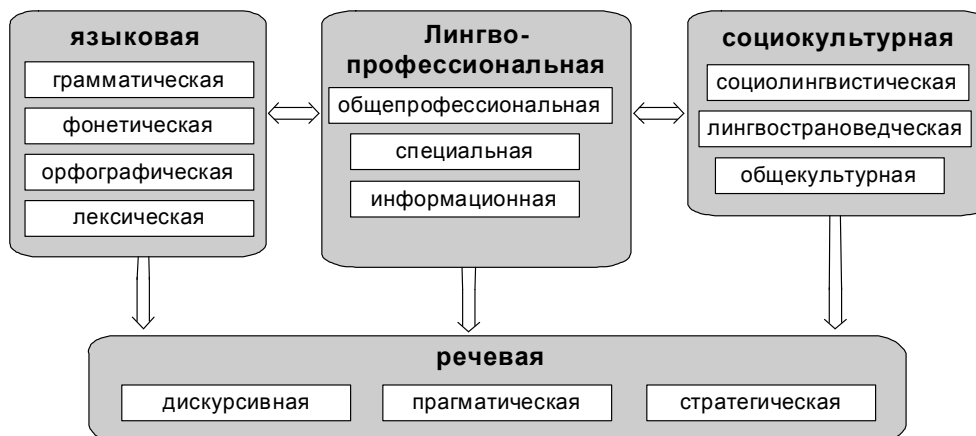 языковая
грамматическая
фонетическая
орфографическая
лексическая
Лингво-
профессиональная
общепрофессиональная
специальная
информационная
социокультурная
социолингвистическая
лингвострановедческая
общекультурная
речевая
дискурсивная
прагматическая
стратегическая